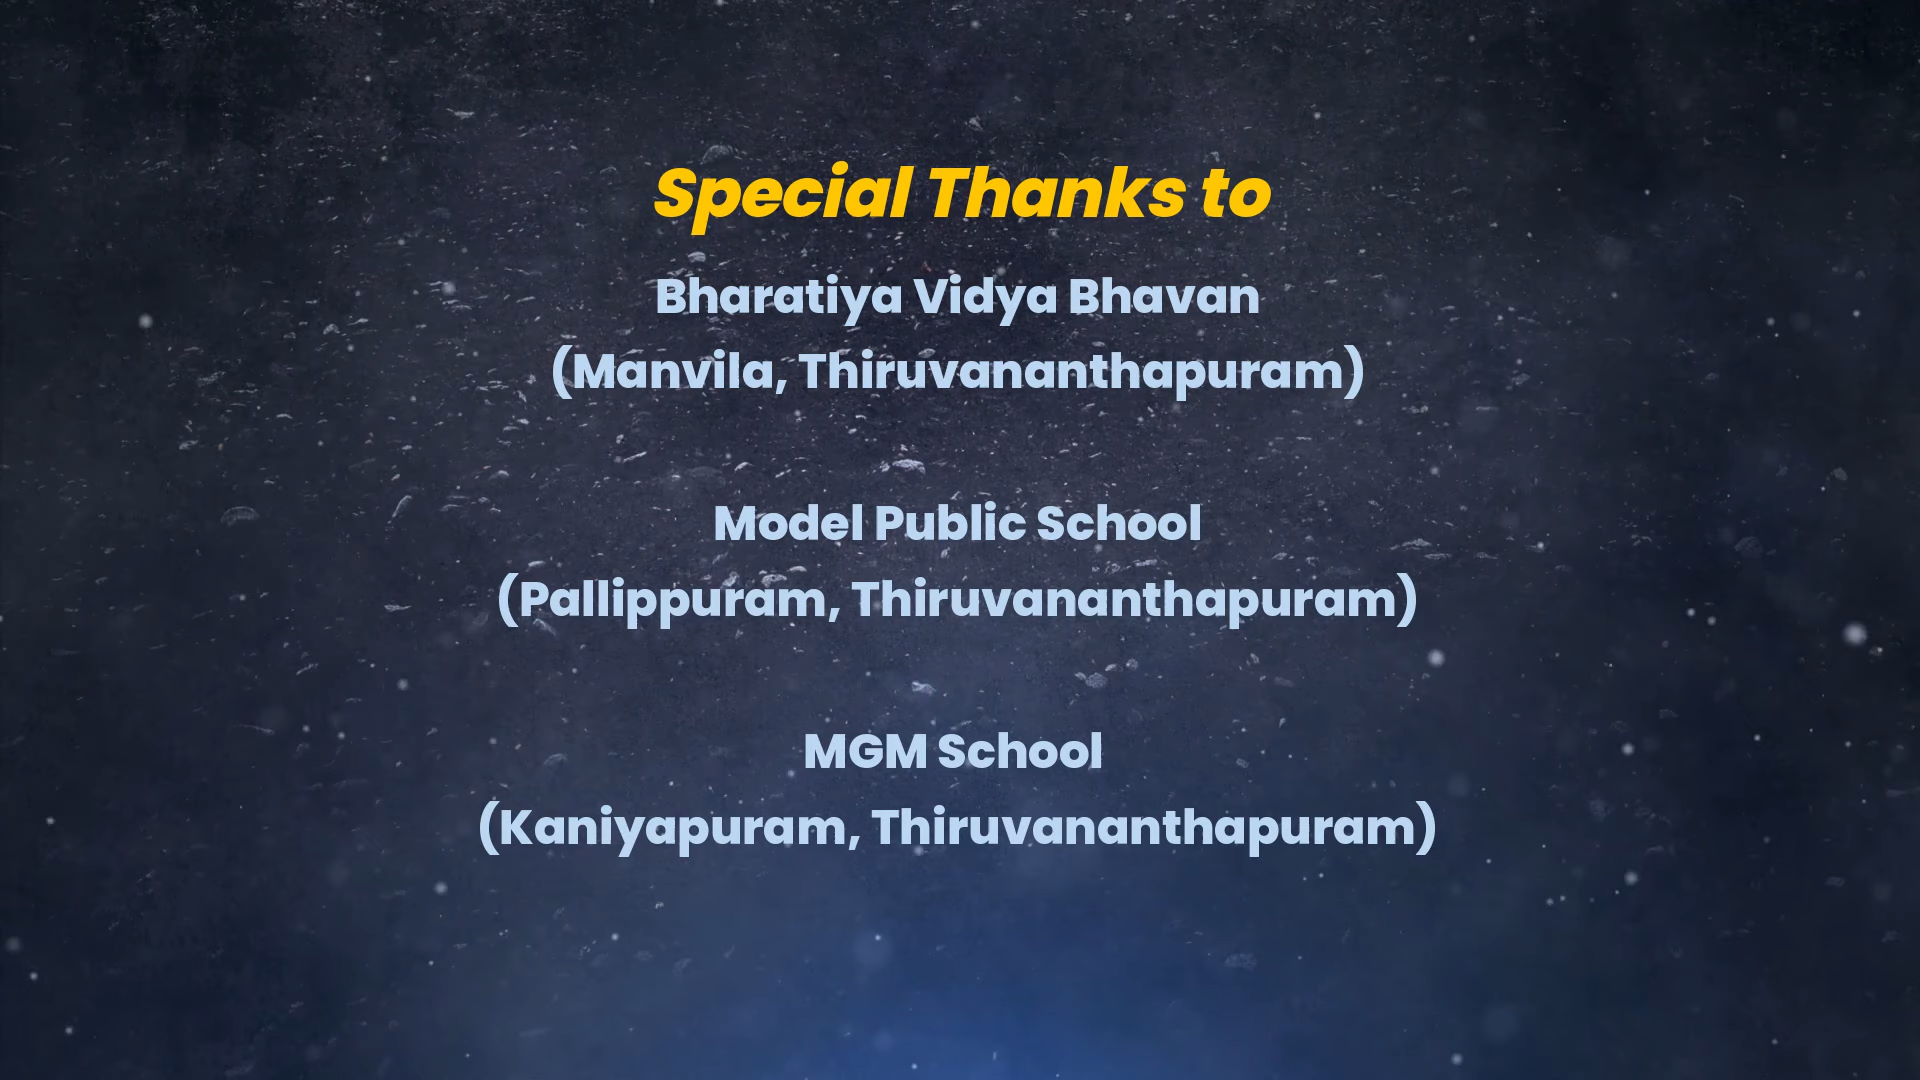 Special Thanks to
Bharatiya Vidya Bhavan
(Manvila, Thiruvananthapuram)
Model Public School
(Pallippuram, Thiruvananthapuram)
MGM School
(Kaniyapuram, Thiruvananthapuram)